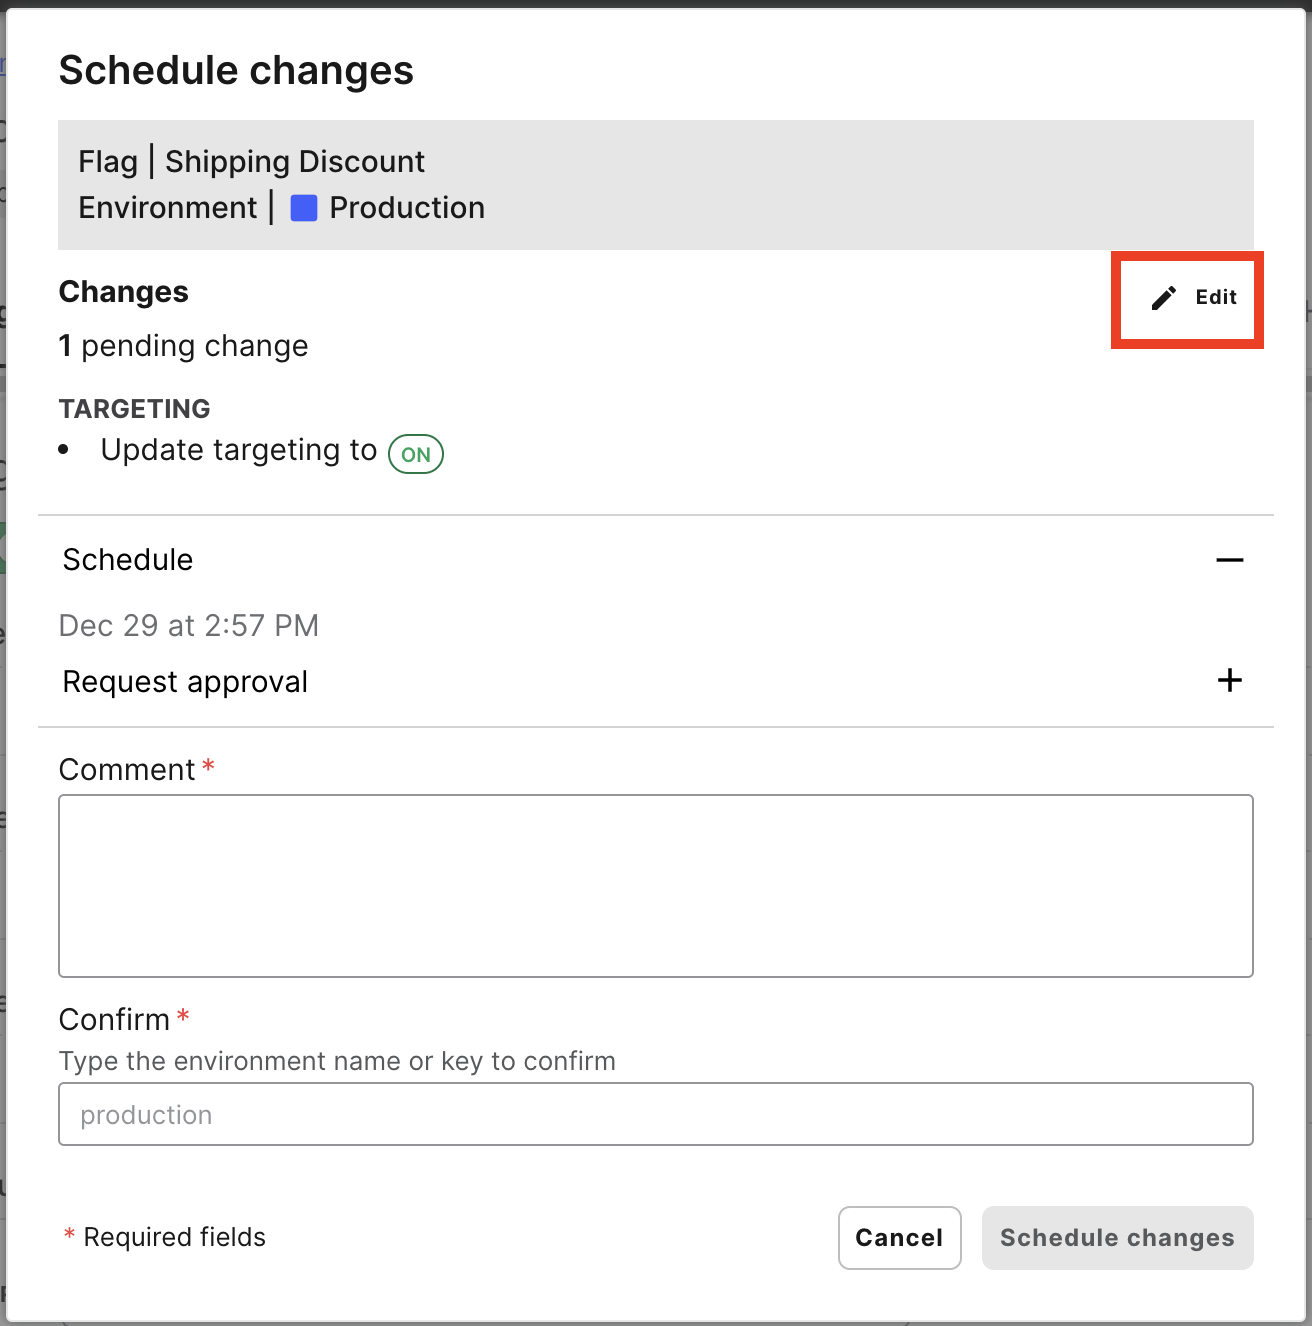 Schedule changes
Flag | Shipping Discount
Environment | Production
Changes
Edit
1 pending change
TARGETING
• Update targeting to ON
Schedule
Dec 29 at 2:57 PM
Request approval
Comment *
Confirm *
Type the environment name or key to confirm
production
* Required fields
Cancel
Schedule changes